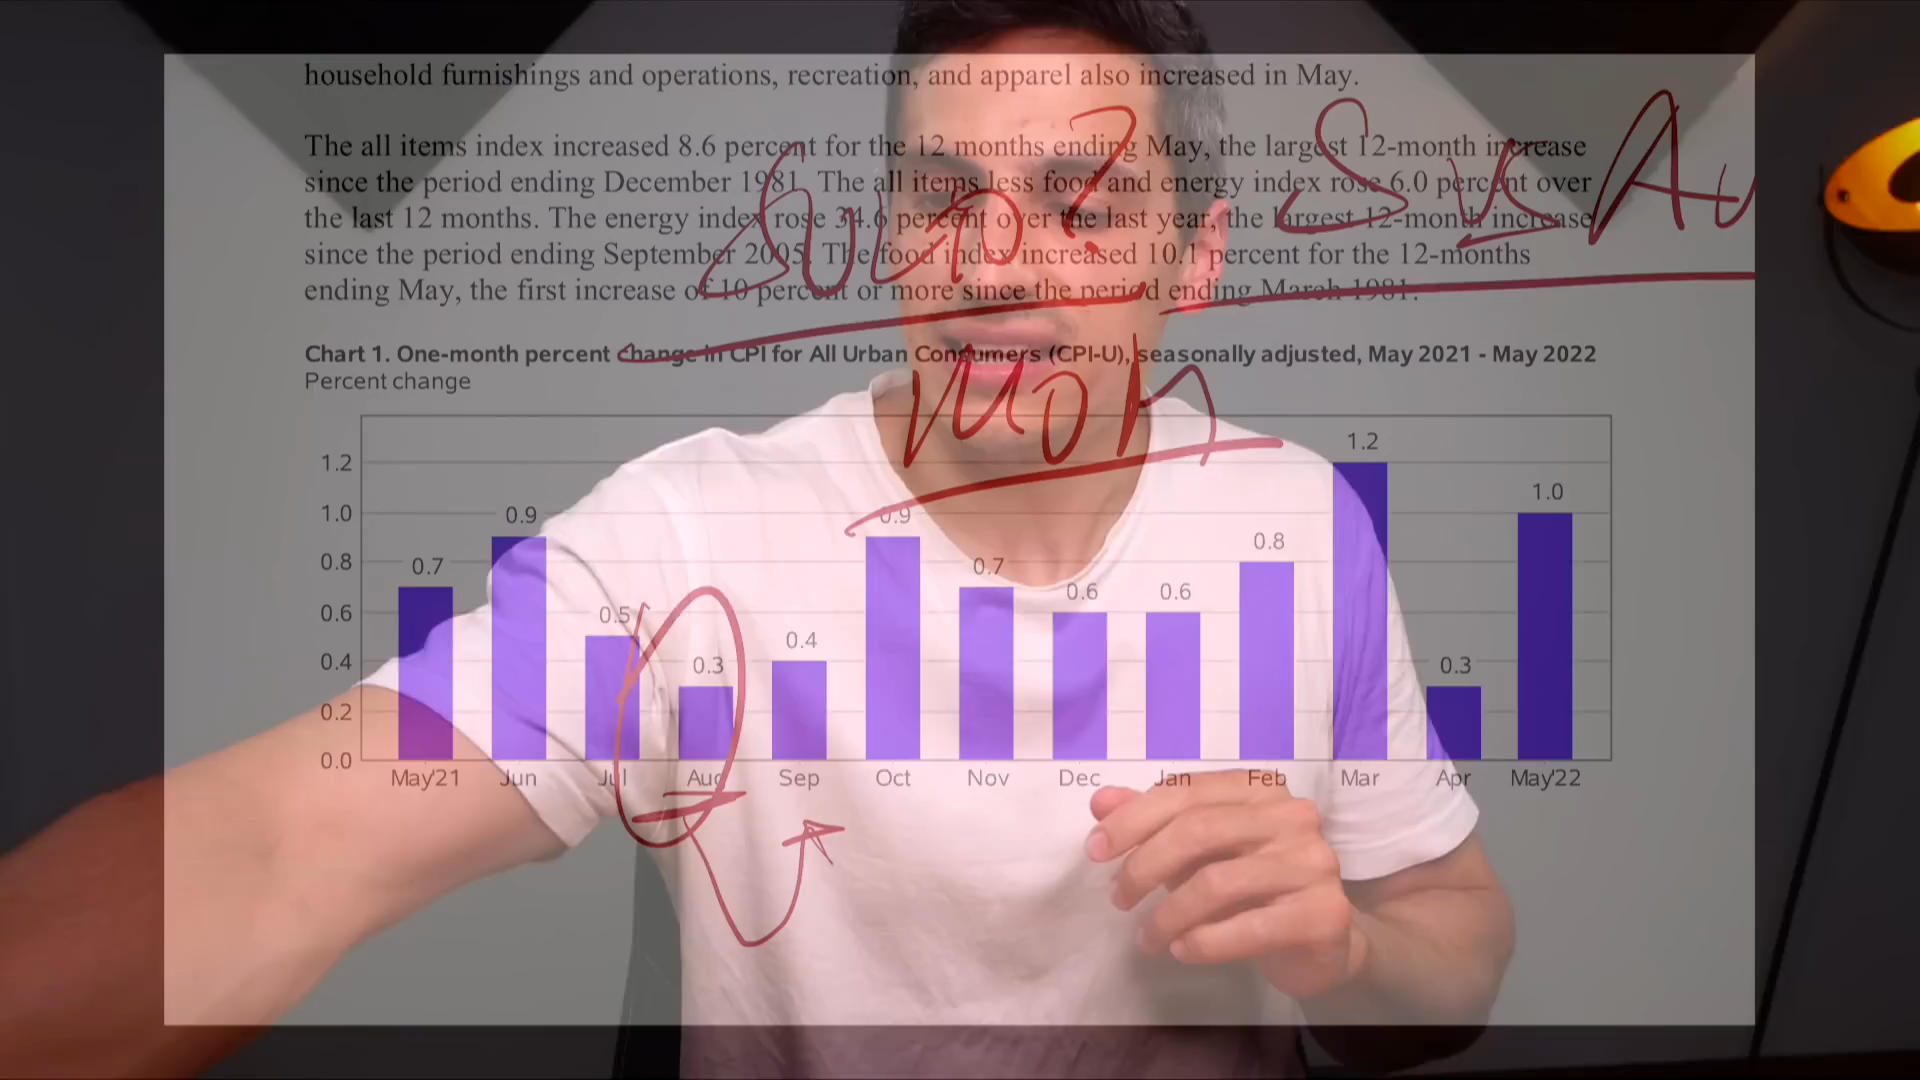 household furnishings and operations, recreation, and apparel also increased in May.
The all items index increased 8.6 percent for the 12 months ending May, the largest 12-month increase
since the period ending December 1981. The all items less food and energy index rose 6.0 percent over
the last 12 months. The energy index rose 34.6 percent over the last year, the largest 12-month increase
since the period ending September 2005. The food index increased 10.1 percent for the 12-months
ending May, the first increase of 10 percent or more since the period ending March 1981.
Chart 1. One-month percent change in CPI for All Urban Consumers (CPI-U), seasonally adjusted, May 2021 - May 2022
Percent change
MoM
1.2
1.0
0.8
0.6
0.4
0.2
0.0
0.7 0.9 0.5 0.3 0.4 0.9 0.7 0.6 0.6 0.8 1.2 0.3 1.0
May'21 Jun Jul Aug Sep Oct Nov Dec Jan Feb Mar Apr May'22